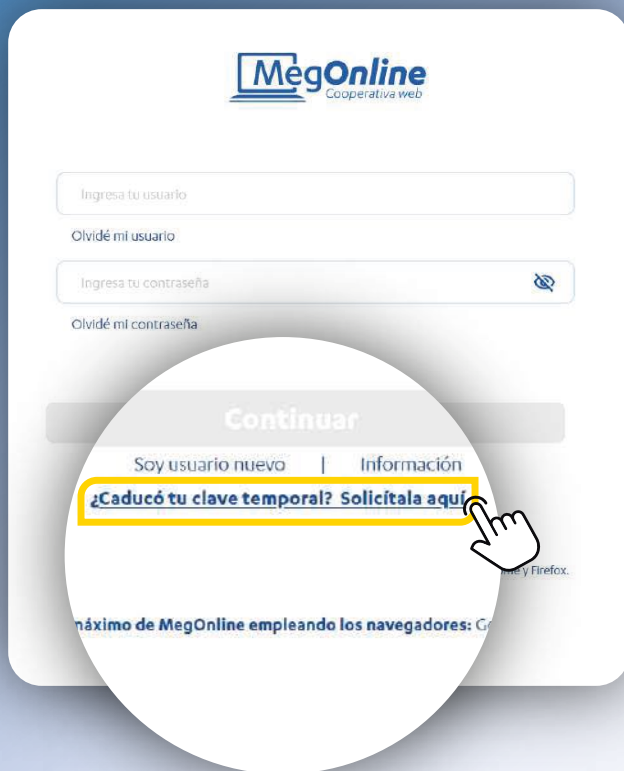 MegOnline
Cooperativa web
Ingresa tu usuario
Olvidé mi usuario
Ingresa tu contraseña
Olvidé mi contraseña
Continuar
Soy usuario nuevo | Información
¿Caducó tu clave temporal? Solicítala aquí
y Firefox.
máximo de MegOnline empleando los navegadores: